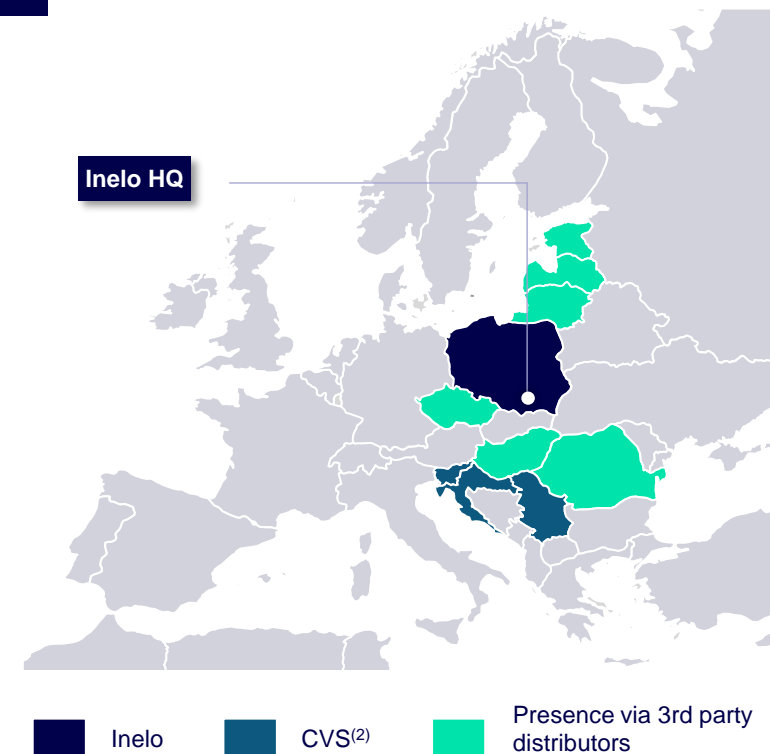 Inelo HQ
Inelo
CVS(2)
Presence via 3rd party
distributors